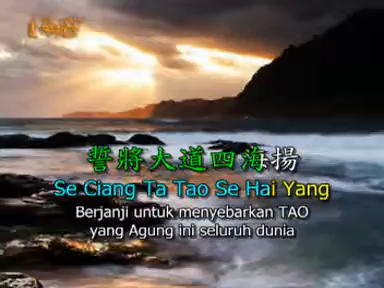 誓將大道四海揚
Se Ciang Ta Tao Se Hai Yang
Berjanji untuk menyebarkan TAO
yang Agung ini seluruh dunia